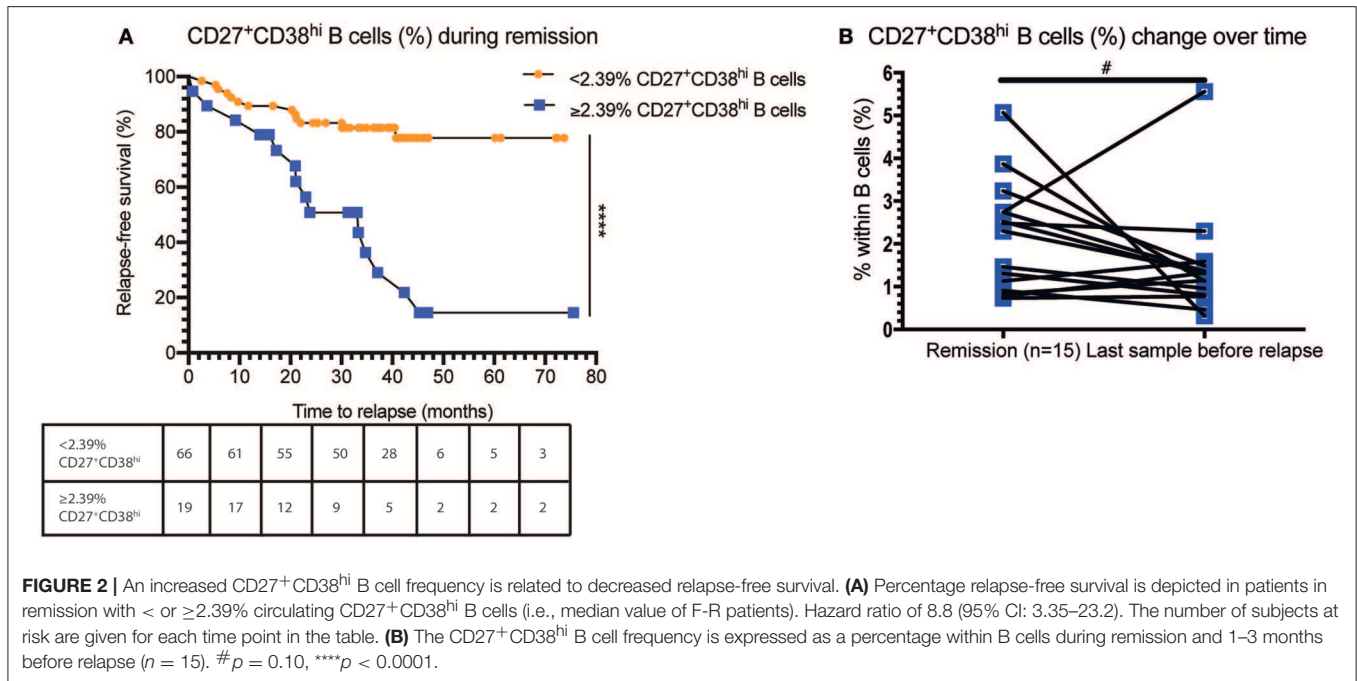 A CD27+CD38hi B cells (%) during remission
<2.39% CD27+CD38hi B cells
≥2.39% CD27+CD38hi B cells
Relapse-free survival (%)
100
80
60
40
20
0
0 10 20 30 40 50 60 70 80
Time to relapse (months)
****
<2.39%
CD27+CD38hi
66 61 55 50 28 6 5 3
≥2.39%
CD27+CD38hi
19 17 12 9 5 2 2 2
B CD27+CD38hi B cells (%) change over time
#
% within B cells (%)
6
5
4
3
2
1
0
Remission (n=15) Last sample before relapse
FIGURE 2 | An increased CD27+CD38hi B cell frequency is related to decreased relapse-free survival. (A) Percentage relapse-free survival is depicted in patients in
remission with < or ≥2.39% circulating CD27+CD38hi B cells (i.e., median value of F-R patients). Hazard ratio of 8.8 (95% CI: 3.35–23.2). The number of subjects at
risk are given for each time point in the table. (B) The CD27+CD38hi B cell frequency is expressed as a percentage within B cells during remission and 1–3 months
before relapse (n = 15). #p = 0.10, ****p < 0.0001.